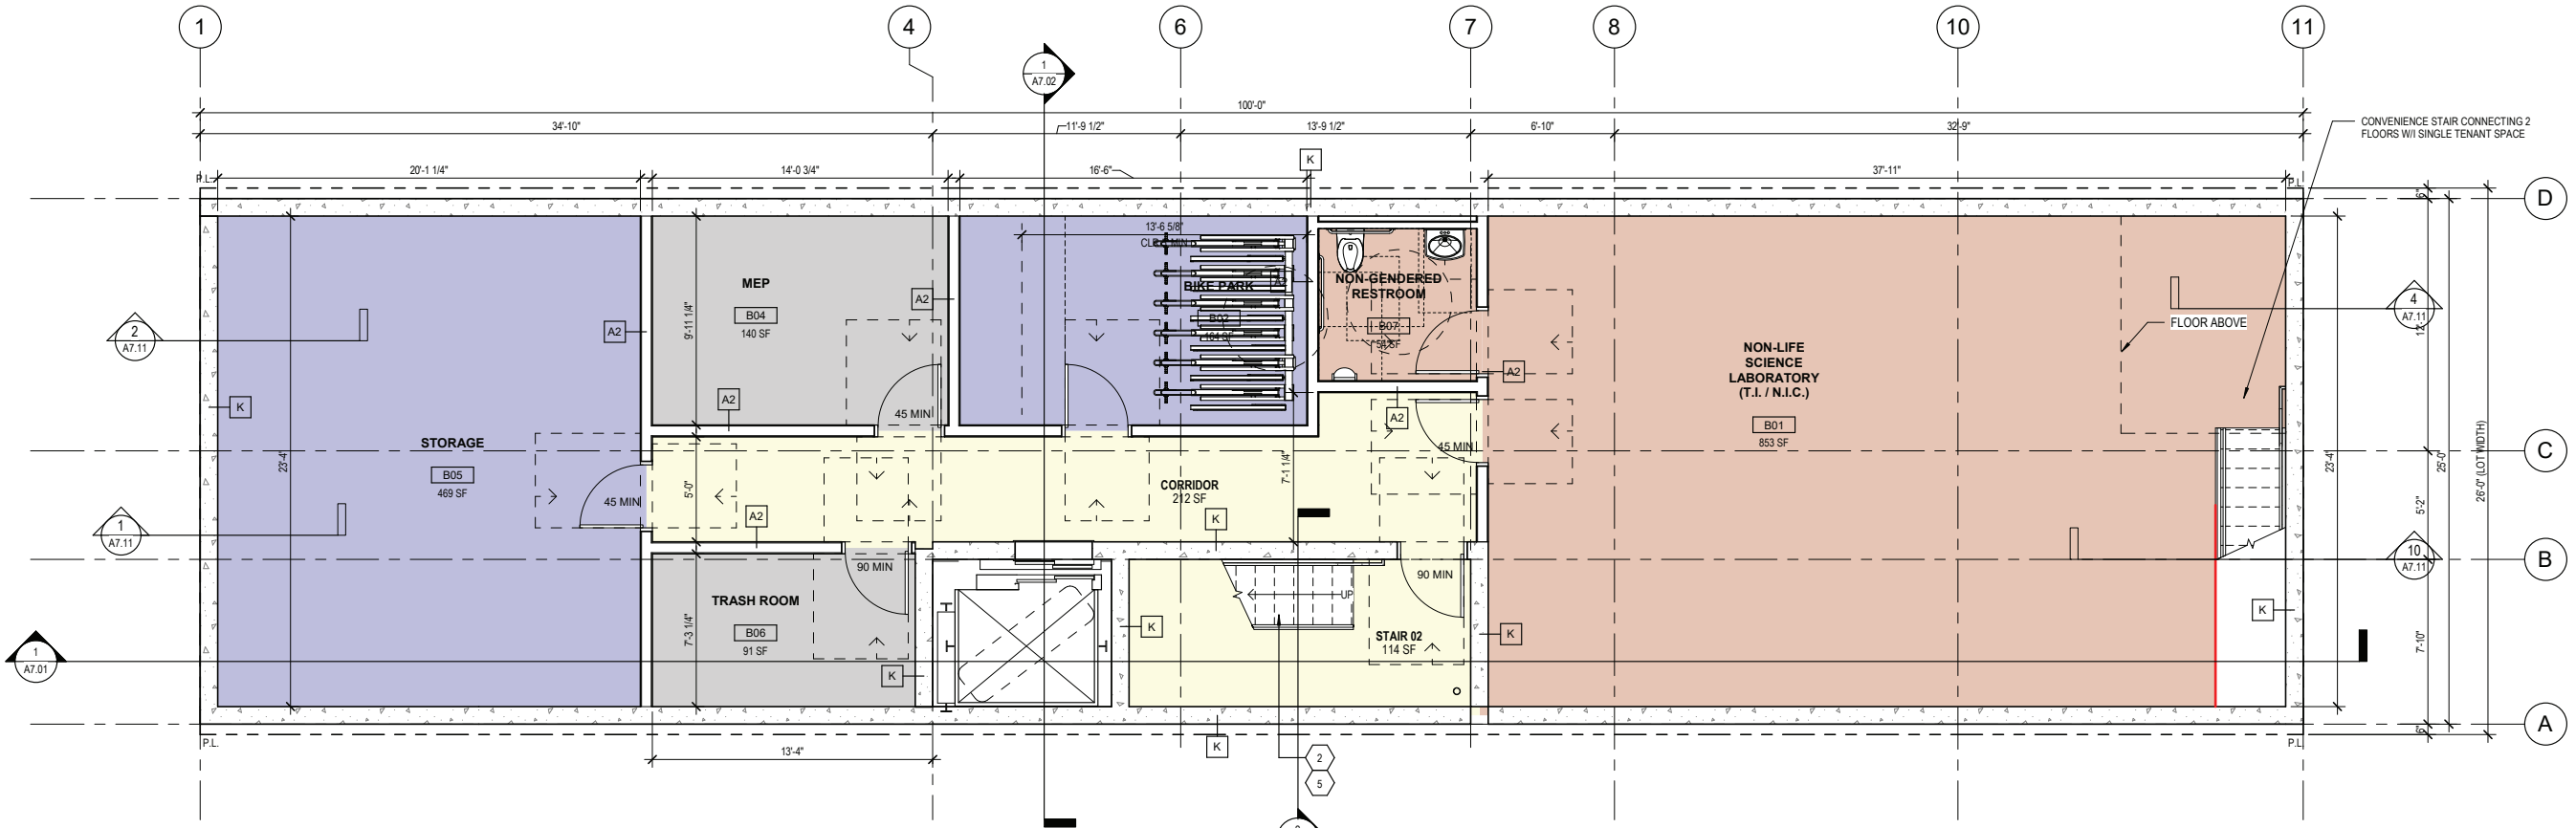 1
4
6
7
8
10
11
1
A7.02
100'-0"
34'-10"
11'-9 1/2"
13'-9 1/2"
6'-10"
32'-9"
CONVENIENCE STAIR CONNECTING 2
FLOORS W/I SINGLE TENANT SPACE
K
20'-1 1/4"
14'-0 3/4"
16'-6"
37'-11"
P.L.
P.L.
6"
D
13'-6 5/8"
MEP
B04
140 SF
9'-11 1/4"
A2
A2
A2
45 MIN
BIKE PARK
B02
164 SF
A2
NON-GENDERED
RESTROOM
B07
A2
A2
NON-LIFE
SCIENCE
LABORATORY
(T.I. / N.I.C.)
B01
853 SF
FLOOR ABOVE
4
A7.11
2
A7.11
K
STORAGE
B05
469 SF
23'-4"
45 MIN
5'-0"
A2
CORRIDOR
212 SF
7'-1 1/4"
45 MIN
K
C
23'-4"
25'-0"
26'-0" (LOT WIDTH)
5'-2"
1
A7.11
B
10
A7.11
90 MIN
TRASH ROOM
B06
91 SF
7'-3 1/4"
K
K
UP
90 MIN
STAIR 02
114 SF
K
K
7'-10"
1
A7.01
6"
A
P.L.
P.L.
13'-4"
K
2
5